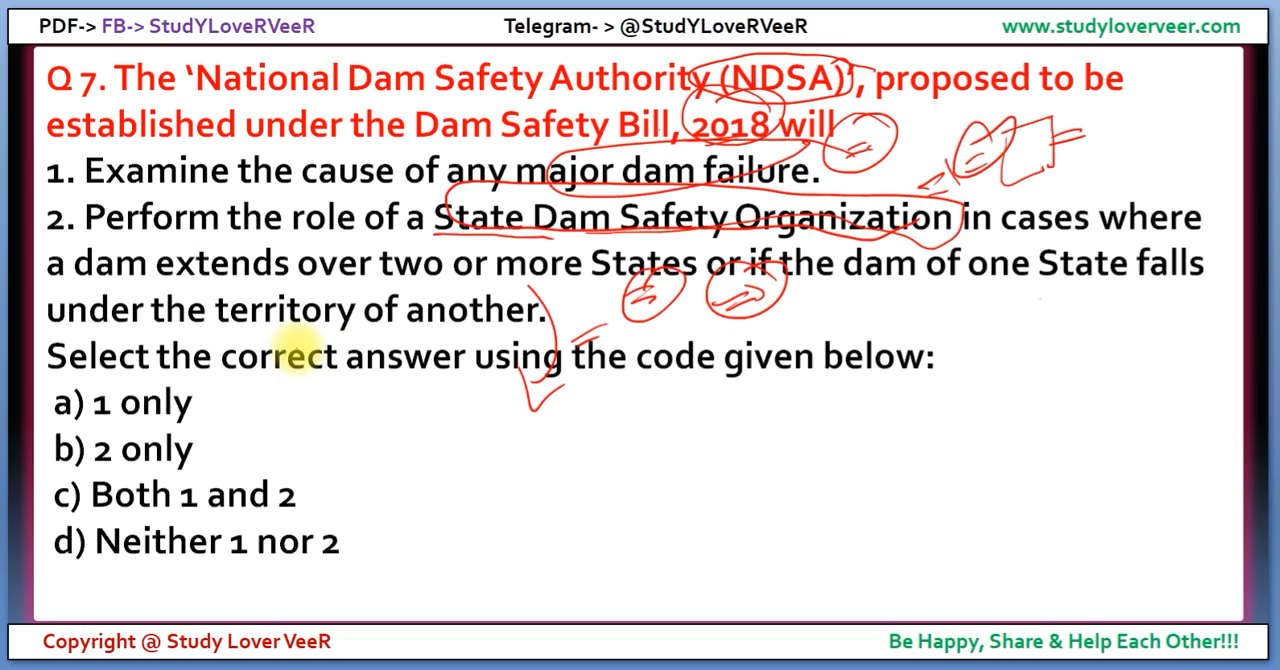 PDF-> FB-> StudYLoveRVeeR Telegram- > @StudYLoveRVeeR www.studyloverveer.com
Q 7. The ‘National Dam Safety Authority (NDSA)’, proposed to be
established under the Dam Safety Bill, 2018 will
1. Examine the cause of any major dam failure.
2. Perform the role of a State Dam Safety Organization in cases where
a dam extends over two or more States or if the dam of one State falls
under the territory of another.
Select the correct answer using the code given below:
a) 1 only
b) 2 only
c) Both 1 and 2
d) Neither 1 nor 2
Copyright @ Study Lover VeeR Be Happy, Share & Help Each Other!!!